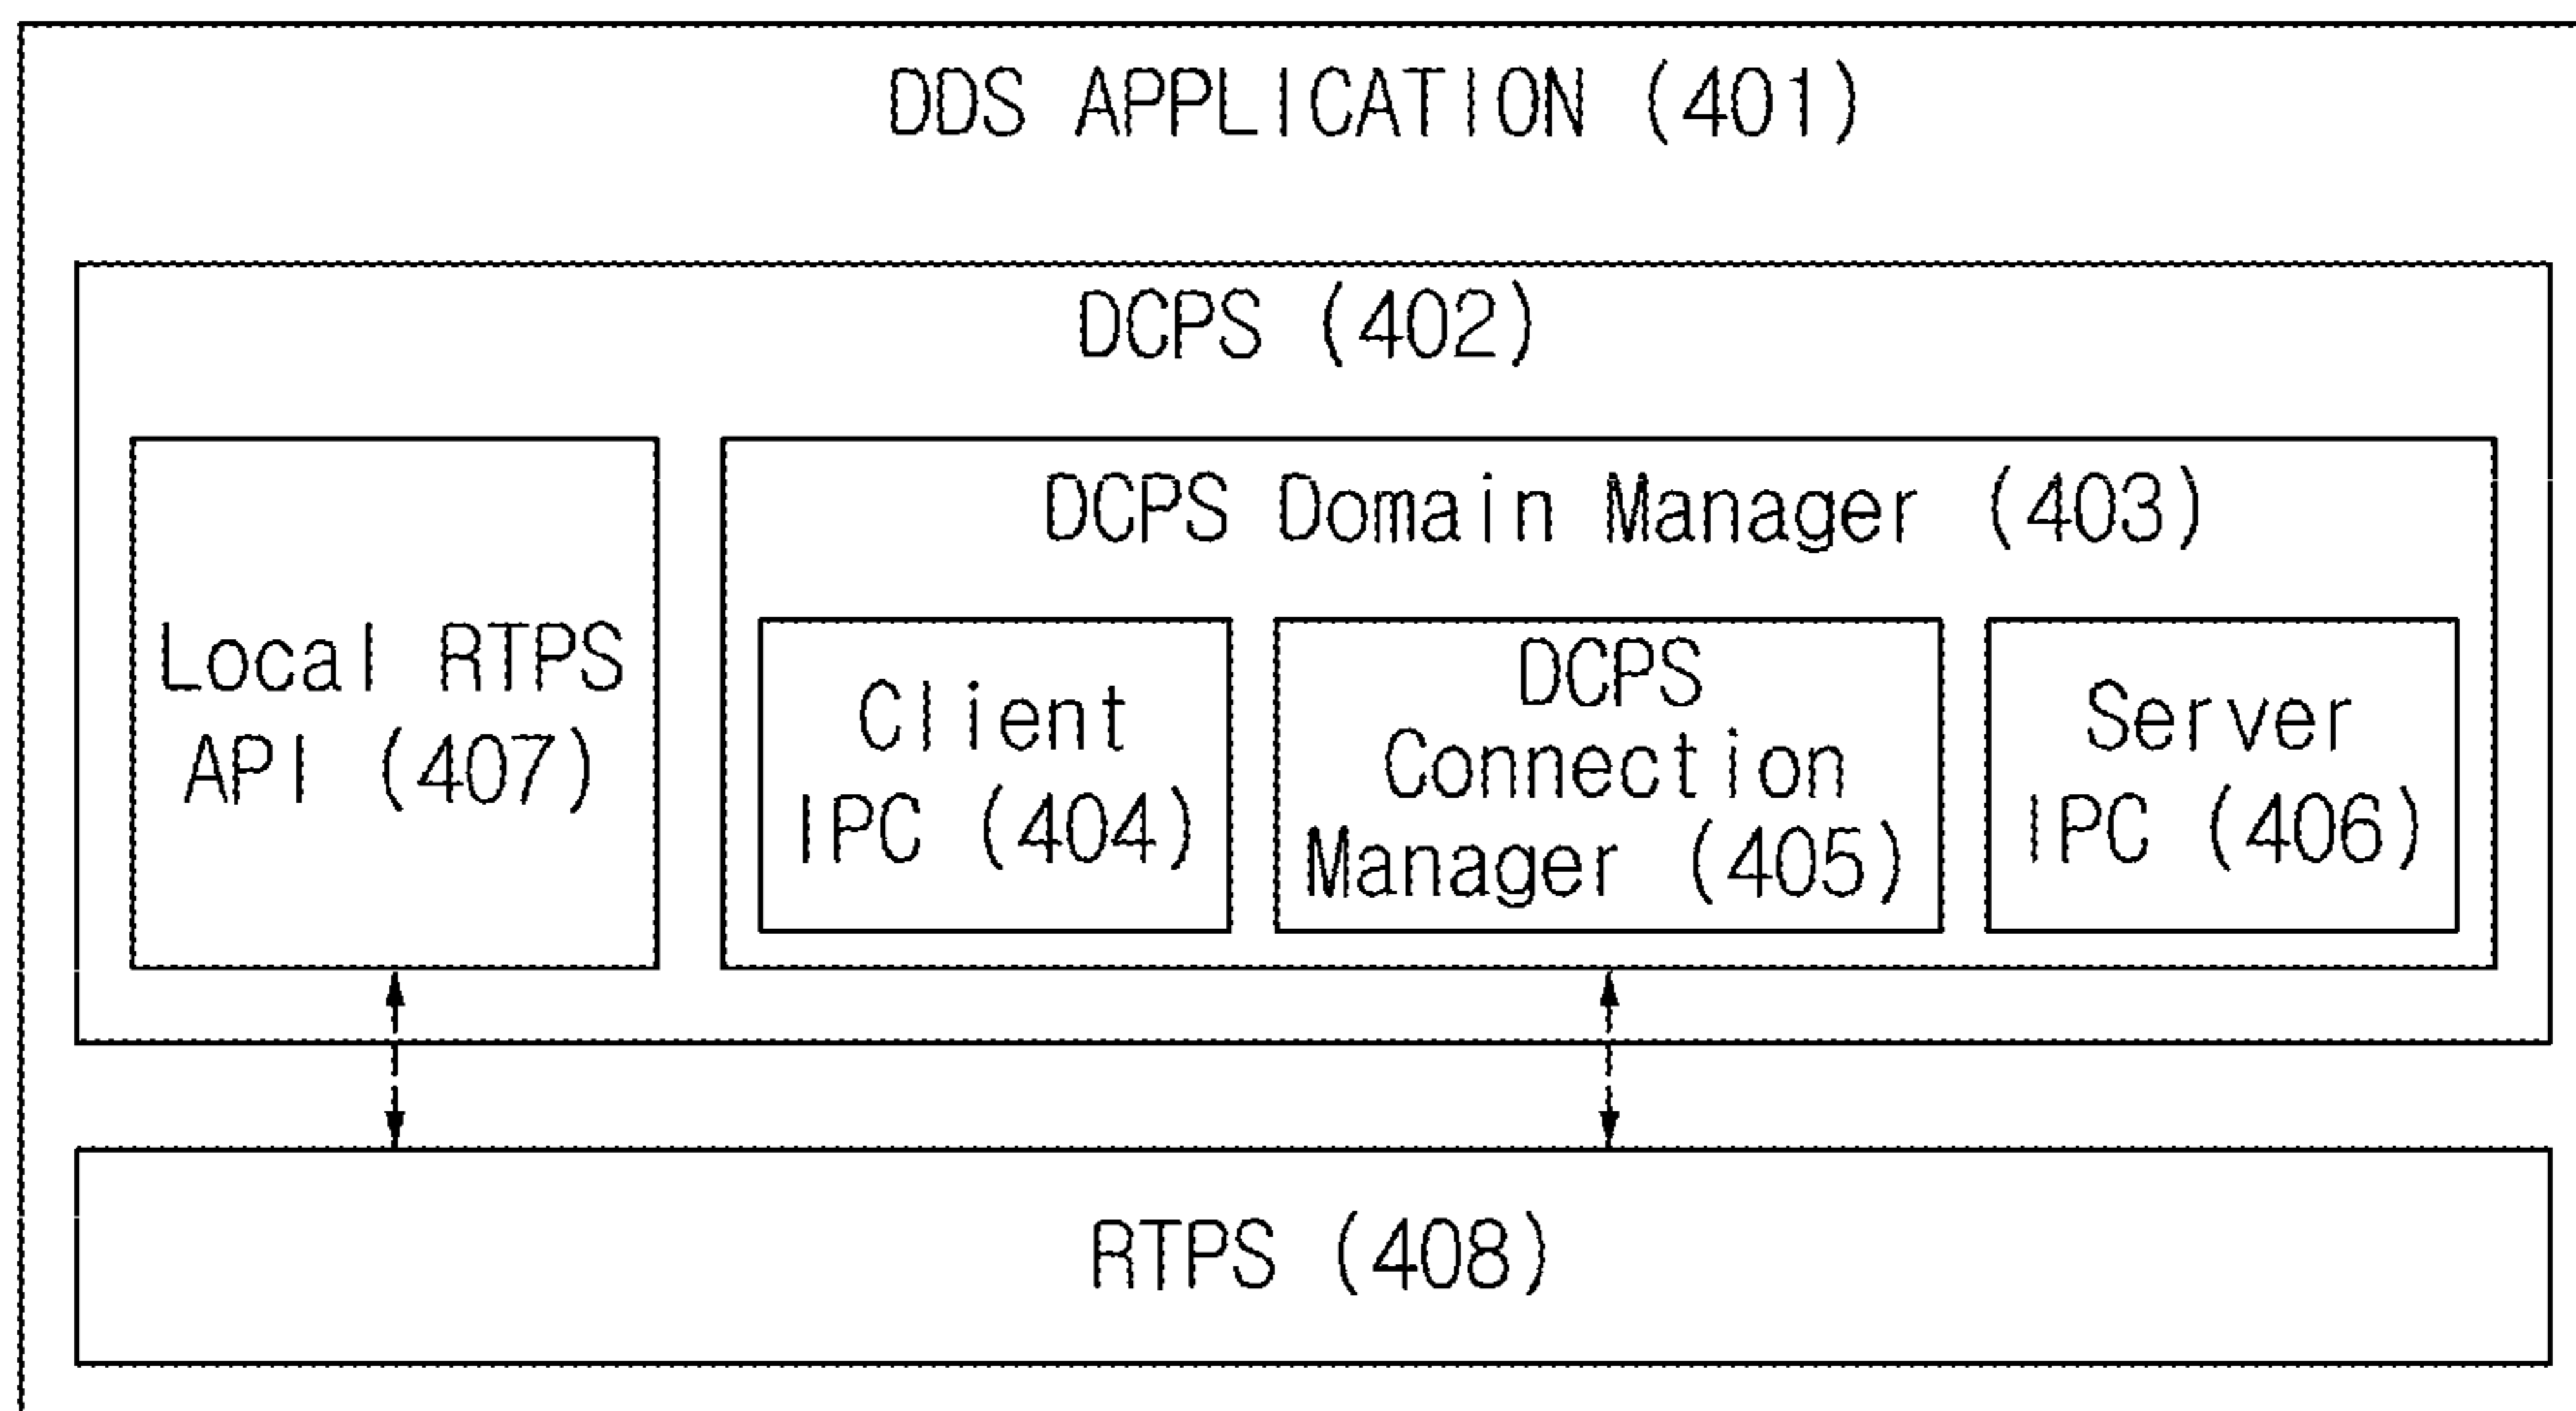 DDS APPLICATION (401)
DCPS (402)
Local RTPS
API (407)
DCPS Domain Manager (403)
Client
IPC (404)
DCPS
Connection
Manager (405)
Server
IPC (406)
RTPS (408)